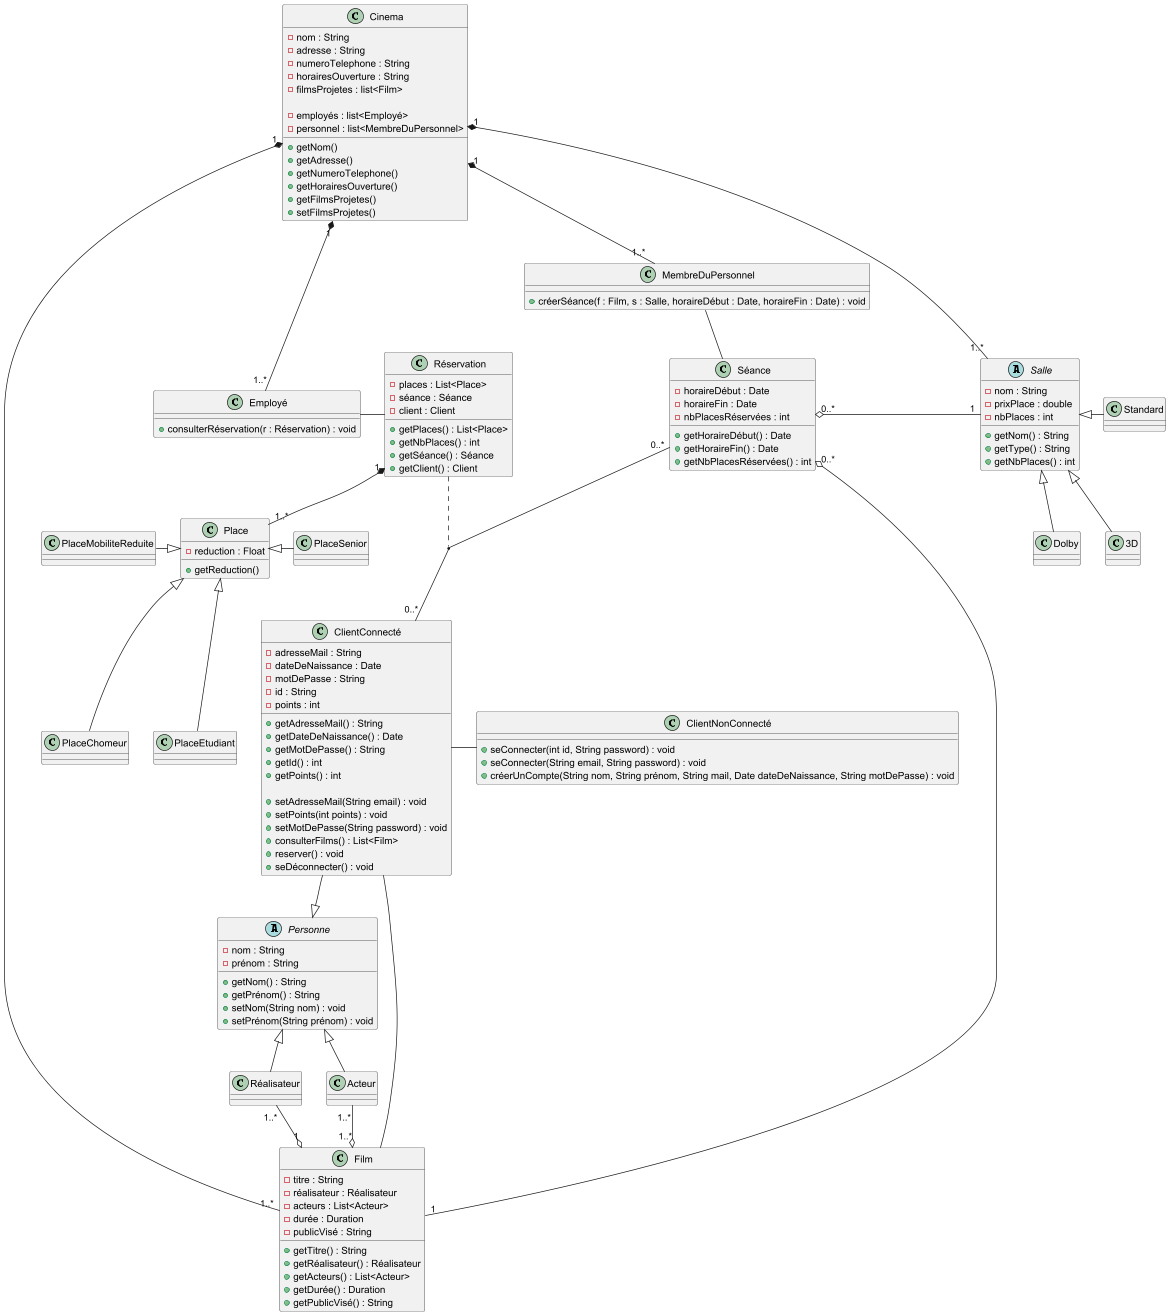 C Cinema
nom : String
adresse : String
numeroTelephone : String
horairesOuverture : String
filmsProjetes : list<Film>
employés : list<Employé>
personnel : list<MembreDuPersonnel>
getNom()
getAdresse()
getNumeroTelephone()
getHorairesOuverture()
getFilmsProjetes()
setFilmsProjetes()
1
1
1
1
1..*
C MembreDuPersonnel
créerSéance(f : Film, s : Salle, horaireDébut : Date, horaireFin : Date) : void
1..*
C Employé
consulterRéservation(r : Réservation) : void
C Réservation
places : List<Place>
séance : Séance
client : Client
getPlaces() : List<Place>
getNbPlaces() : int
getSéance() : Séance
getClient() : Client
1
1..*
C Séance
horaireDébut : Date
horaireFin : Date
nbPlacesRéservées : int
getHoraireDébut() : Date
getHoraireFin() : Date
getNbPlacesRéservées() : int
0..*
0..*
0..*
1
1..*
A Salle
nom : String
prixPlace : double
nbPlaces : int
getNom() : String
getType() : String
getNbPlaces() : int
C Standard
C Dolby
C 3D
C PlaceMobiliteReduite
C Place
reduction : Float
getReduction()
C PlaceSenior
C PlaceChomeur
C PlaceEtudiant
0..*
C ClientConnecté
adresseMail : String
dateDeNaissance : Date
motDePasse : String
id : String
points : int
getAdresseMail() : String
getDateDeNaissance() : Date
getMotDePasse() : String
getId() : int
getPoints() : int
setAdresseMail(String email) : void
setPoints(int points) : void
setMotDePasse(String password) : void
consulterFilms() : List<Film>
reserver() : void
seDéconnecter() : void
C ClientNonConnecté
seConnecter(int id, String password) : void
seConnecter(String email, String password) : void
créerUnCompte(String nom, String prénom, String mail, Date dateDeNaissance, String motDePasse) : void
A Personne
nom : String
prénom : String
getNom() : String
getPrénom() : String
setNom(String nom) : void
setPrénom(String prénom) : void
C Réalisateur
C Acteur
1..*
1..*
1
1..*
C Film
titre : String
réalisateur : Réalisateur
acteurs : List<Acteur>
durée : Duration
publicVisé : String
getTitre() : String
getRéalisateur() : Réalisateur
getActeurs() : List<Acteur>
getDurée() : Duration
getPublicVisé() : String
1..*
1